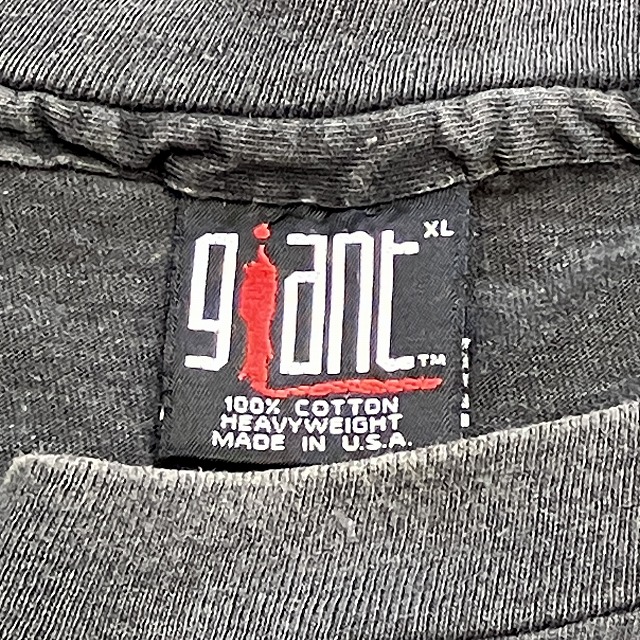 giant XL
TM
100% COTTON
HEAVYWEIGHT
MADE IN U.S.A.